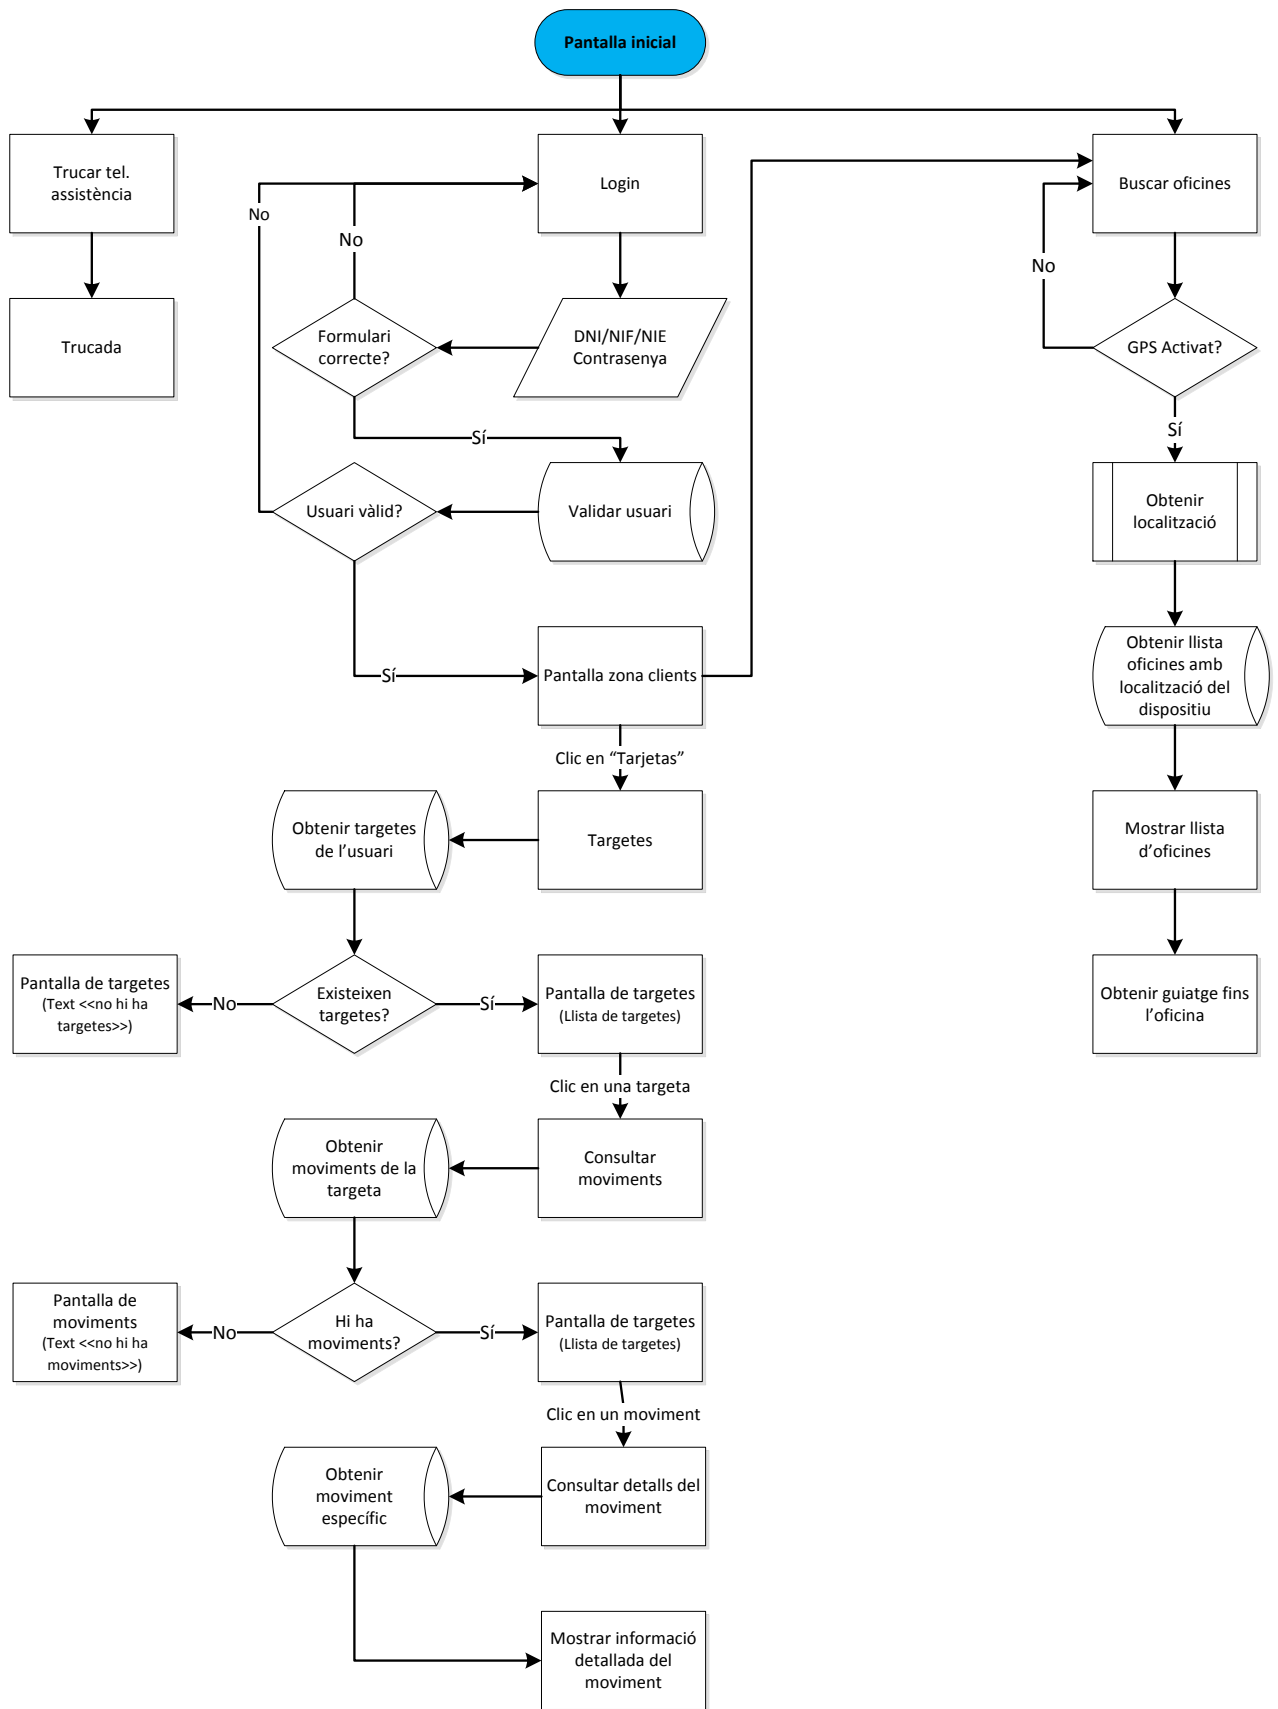 Pantalla inicial
Trucar tel.
assistència
Login
Buscar oficines
No
No
No
Trucada
Formulari
correcte?
DNI/NIF/NIE
Contrasenya
GPS Activat?
Sí
Sí
Usuari vàlid?
Validar usuari
Obtenir
localització
Sí
Pantalla zona clients
Obtenir llista
oficines amb
localització del
dispositiu
Clic en “Tarjetas”
Obtenir targetes
de l’usuari
Targetes
Mostrar llista
d’oficines
Pantalla de targetes
(Text <<no hi ha
targetes>>)
No
Existeixen
targetes?
Sí
Pantalla de targetes
(Llista de targetes)
Obtenir guiatge fins
l’oficina
Clic en una targeta
Obtenir
moviments de la
targeta
Consultar
moviments
Pantalla de
moviments
(Text <<no hi ha
moviments>>)
No
Hi ha
moviments?
Sí
Pantalla de targetes
(Llista de targetes)
Clic en un moviment
Obtenir
moviment
específic
Consultar detalls del
moviment
Mostrar informació
detallada del
moviment